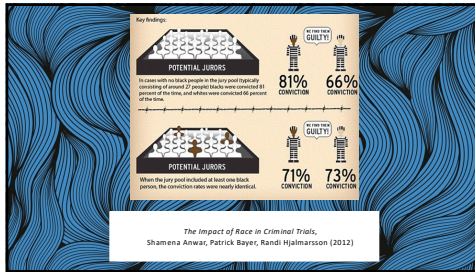 Key findings:
WE FIND THEM
GUILTY!
POTENTIAL JURORS
81%
CONVICTION
66%
CONVICTION
In cases with no black people in the jury pool (typically
consisting of around 27 people) blacks were convicted 81
percent of the time, and whites were convicted 66 percent
of the time.
WE FIND THEM
GUILTY!
POTENTIAL JURORS
71%
CONVICTION
73%
CONVICTION
When the jury pool included at least one black
person, the conviction rates were nearly identical.
The Impact of Race in Criminal Trials,
Shamena Anwar, Patrick Bayer, Randi Hjalmarsson (2012)